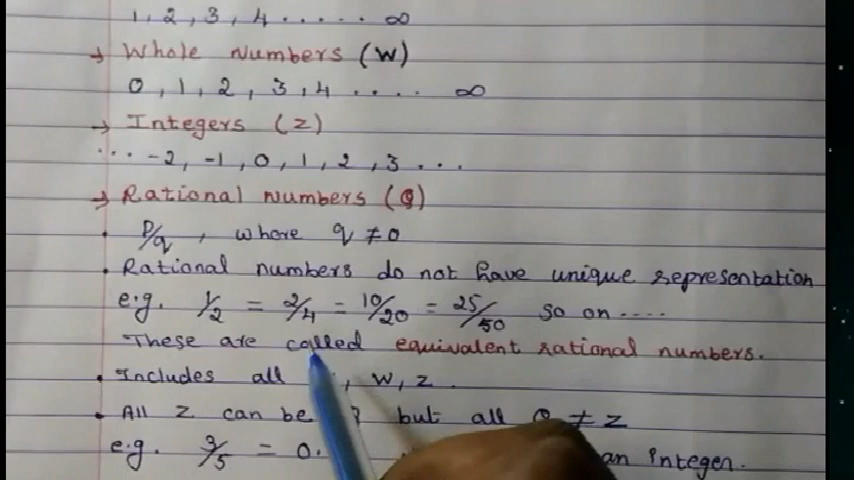 1, 2, 3, 4 ..... ∞
→ Whole Numbers (W)
0, 1, 2, 3, 4 .... ∞
→ Integers (Z)
... -2, -1, 0, 1, 2, 3 ...
→ Rational Numbers (Q)
• P/q, where q ≠ 0
• Rational numbers do not have unique representation
e.g. 1/2 = 2/4 = 10/20 = 25/50 so on ....
These are called equivalent rational numbers.
• Includes all , W, Z.
• All Z can be but all Q ≠ Z
e.g. /5 = 0. an Integer.